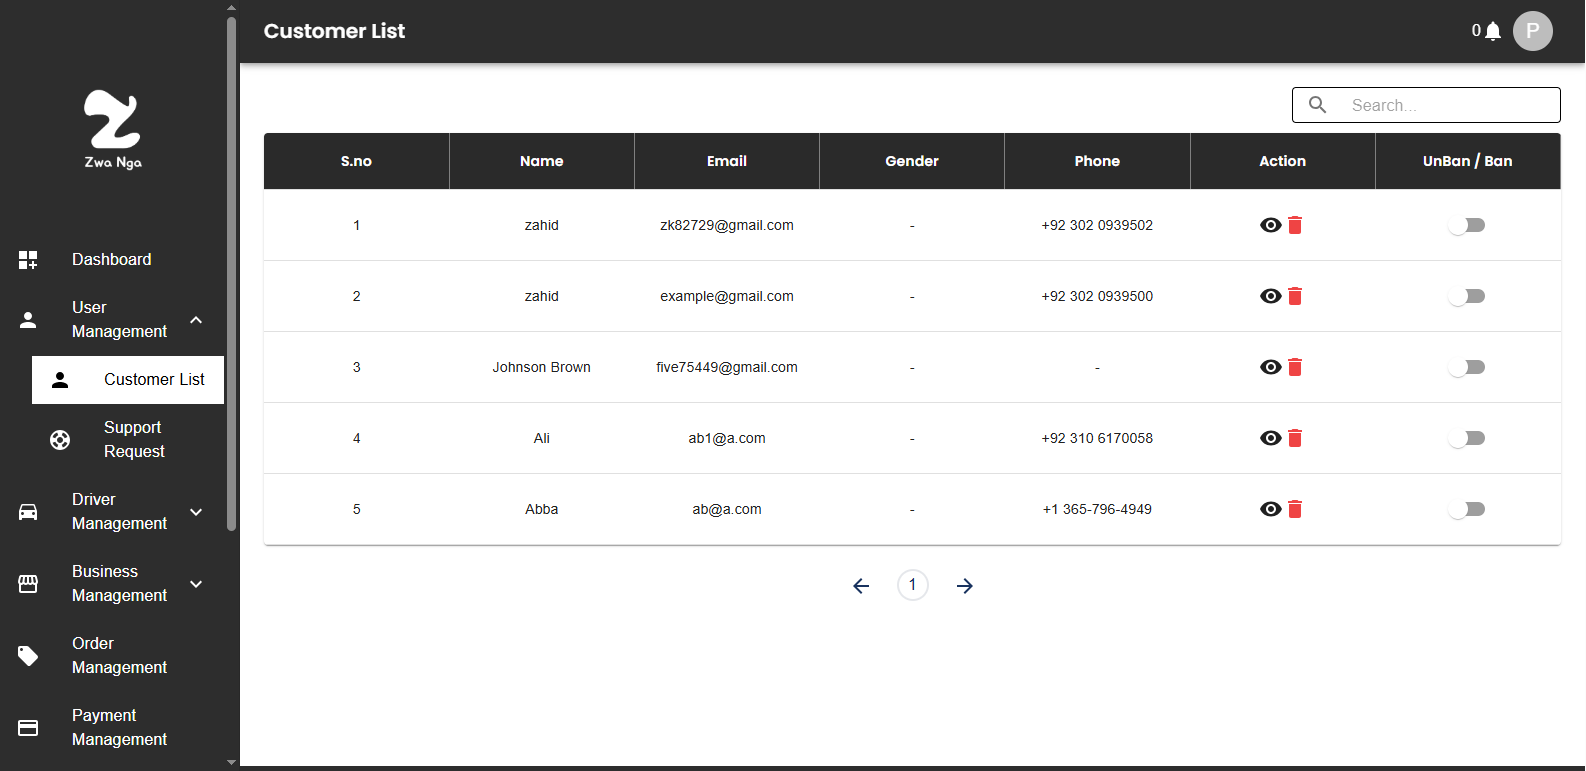 Customer List
0
P
Zwa Nga
Search...
S.no Name Email Gender Phone Action UnBan / Ban
1 zahid zk82729@gmail.com - +92 302 0939502
2 zahid example@gmail.com - +92 302 0939500
3 Johnson Brown five75449@gmail.com - -
4 Ali ab1@a.com - +92 310 6170058
5 Abba ab@a.com - +1 365-796-4949
1
Dashboard
User
Management
Customer List
Support
Request
Driver
Management
Business
Management
Order
Management
Payment
Management